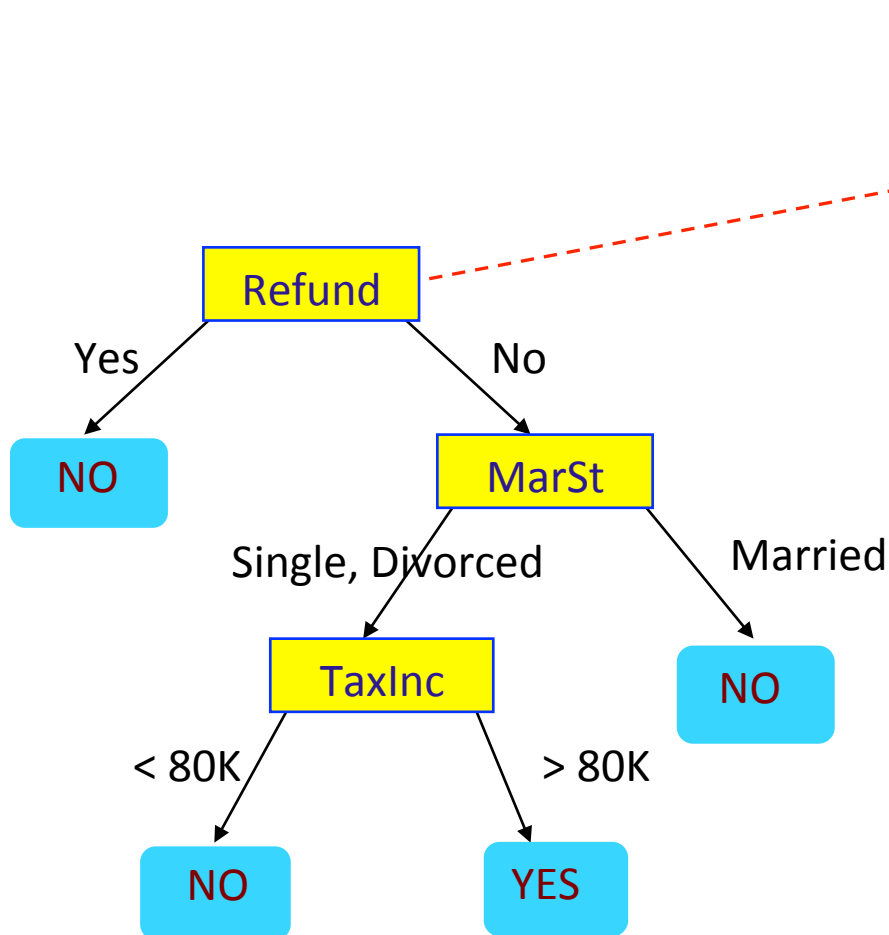 Refund
Yes
No
NO
MarSt
Single, Divorced
Married
TaxInc
NO
< 80K
> 80K
NO
YES